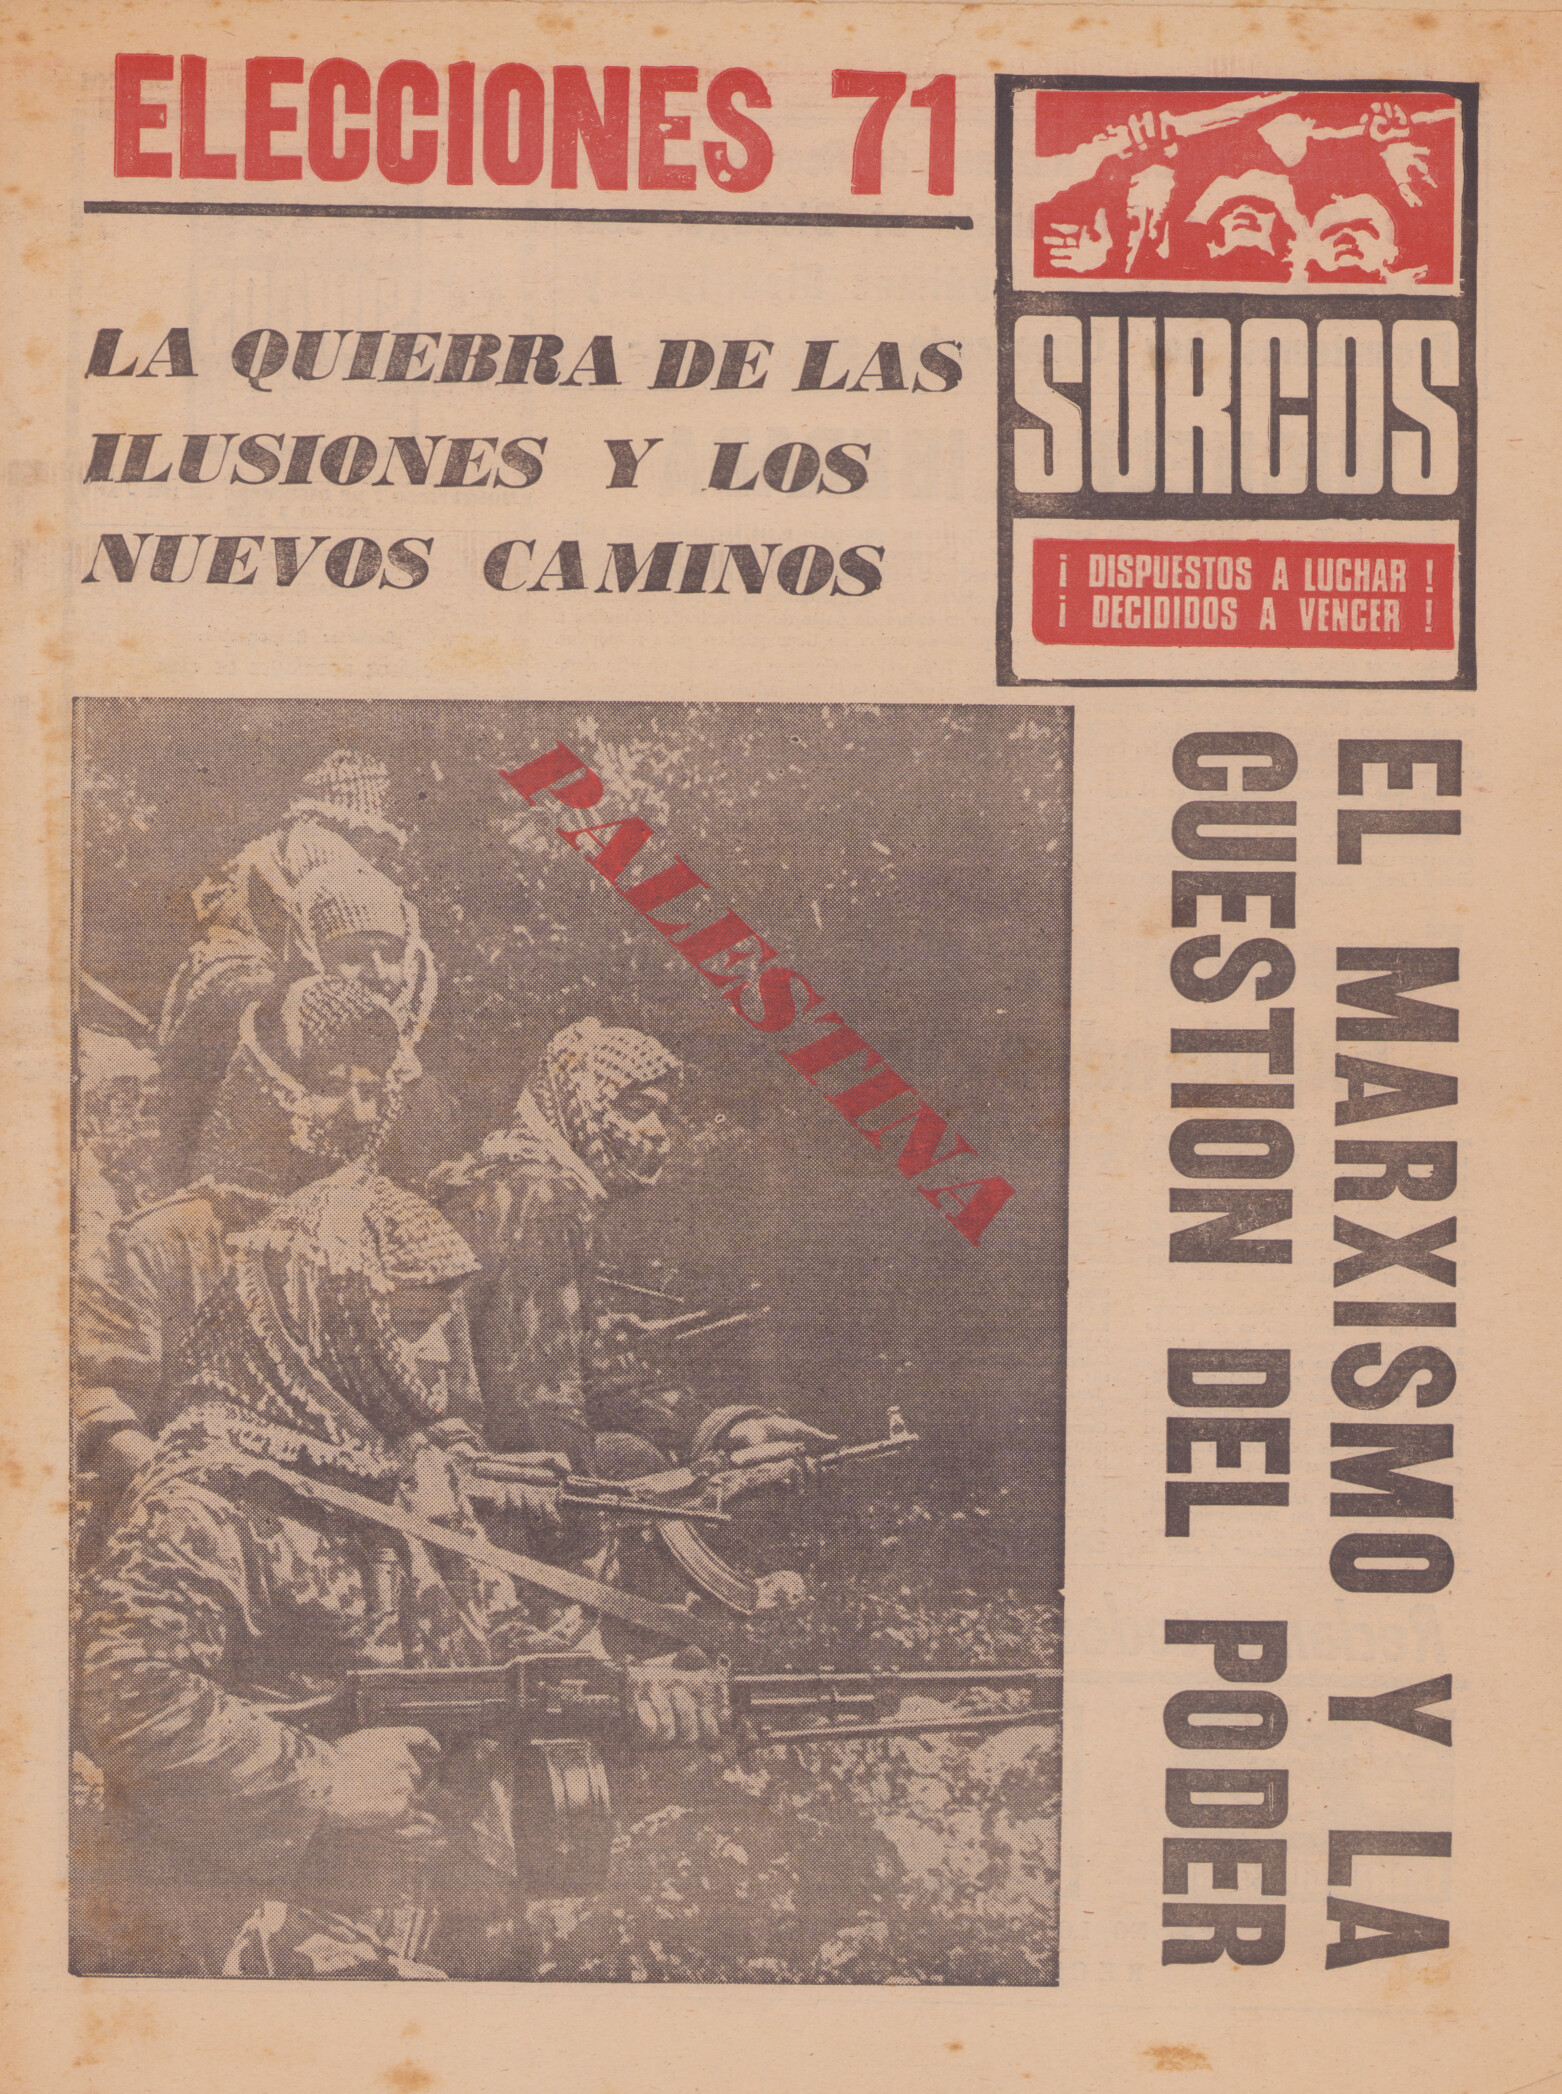 ELECCIONES 71
LA QUIEBRA DE LAS
ILUSIONES Y LOS
NUEVOS CAMINOS
SURCOS
¡ DISPUESTOS A LUCHAR !
¡ DECIDIDOS A VENCER !
PALESTINA
EL MARXISMO Y LA
CUESTION DEL PODER